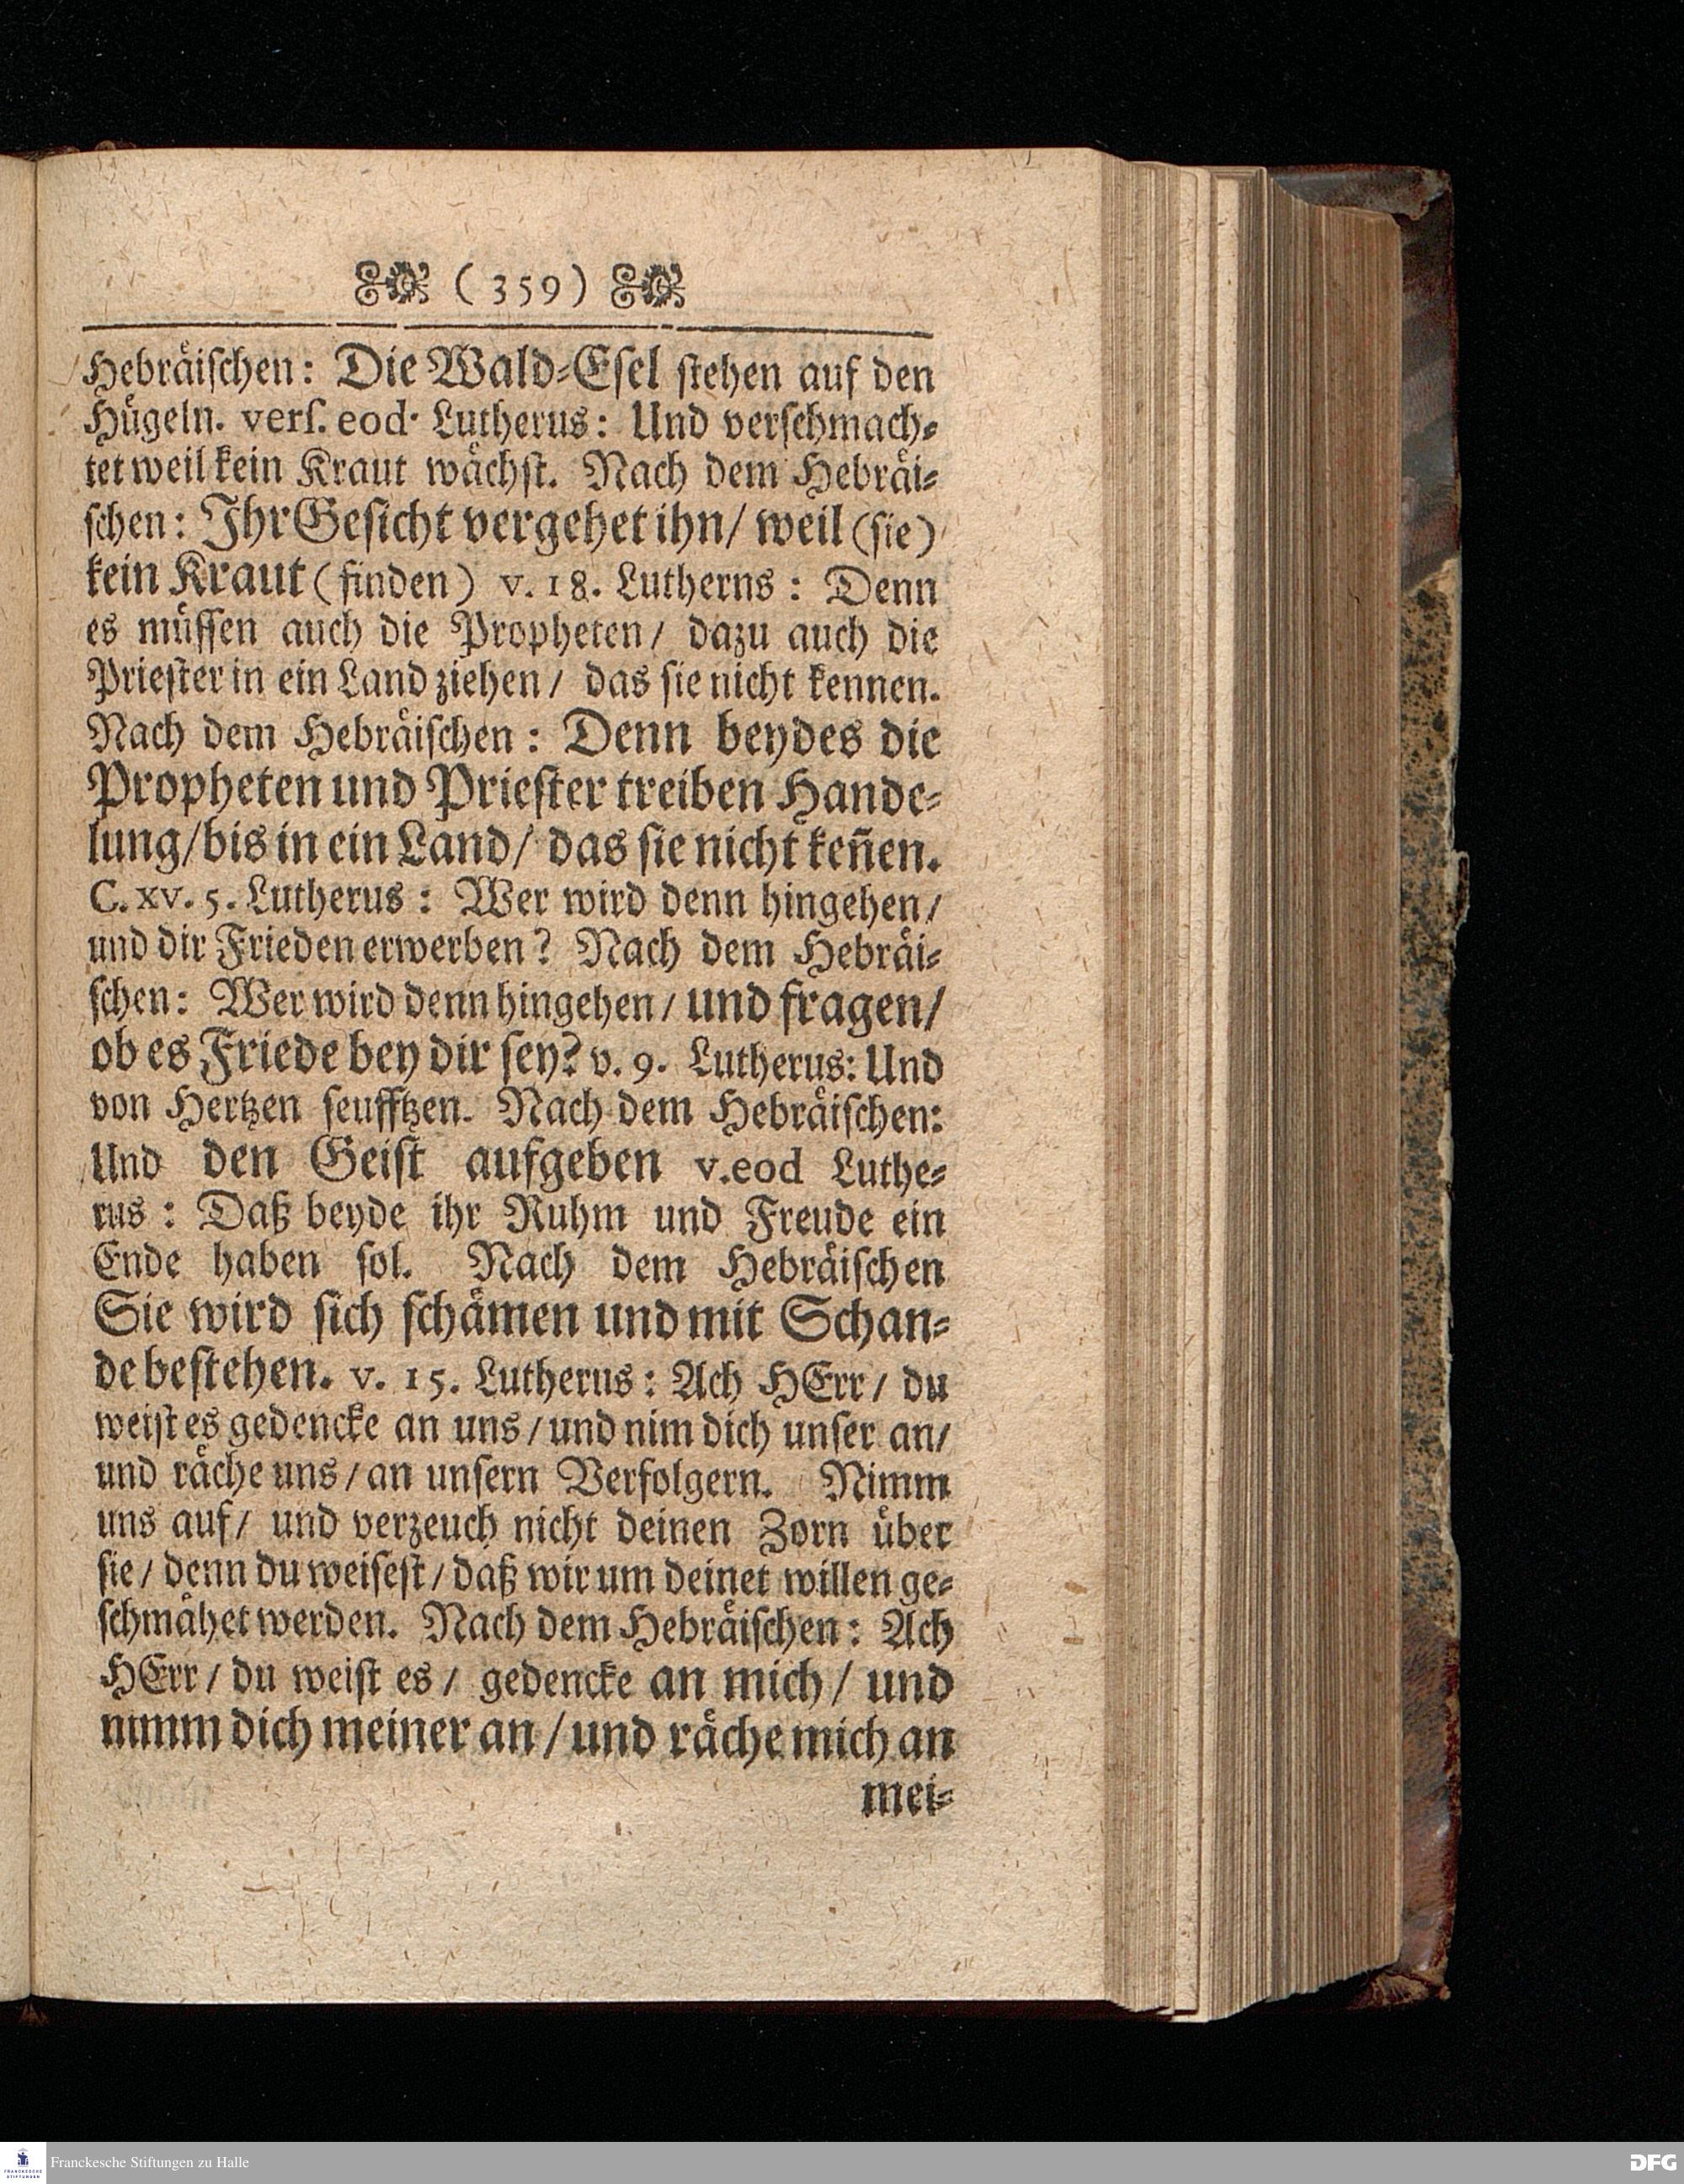 ( 359 )
Hebräischen: Die Wald-Esel stehen auf den
Hügeln. vers. eod. Lutherus: Und verschmach-
tet weil kein Kraut wächst. Nach dem Hebräi-
schen: Ihr Gesicht vergehet ihn/ weil (sie)
kein Kraut (finden) v. 18. Lutherns: Denn
es müssen auch die Propheten/ dazu auch die
Priester in ein Land ziehen/ das sie nicht kennen.
Nach dem Hebräischen: Denn beydes die
Propheten und Priester treiben Hande-
lung/ bis in ein Land/ das sie nicht keñen.
C. XV. 5. Lutherus: Wer wird denn hingehen/
und dir Frieden erwerben? Nach dem Hebräi-
schen: Wer wird denn hingehen/ und fragen/
ob es Friede bey dir sey? v. 9. Lutherus: Und
von Hertzen seufftzen. Nach dem Hebräischen:
Und den Geist aufgeben v. eod Luthe-
rus: Daß beyde ihr Ruhm und Freude ein
Ende haben sol. Nach dem Hebräischen
Sie wird sich schämen und mit Schan-
de bestehen. v. 15. Lutherus: Ach HErr/ du
weist es gedencke an uns/ und nim dich unser an/
und räche uns/ an unsern Verfolgern. Nimm
uns auf/ und verzeuch nicht deinen Zorn über
sie/ denn du weisest/ daß wir um deinet willen ge-
schmähet werden. Nach dem Hebräischen: Ach
HErr/ du weist es/ gedencke an mich/ und
nimm dich meiner an/ und räche mich an
mei-
Franckesche Stiftungen zu Halle
FRANCKESCHE
STIFTUNGEN
DFG